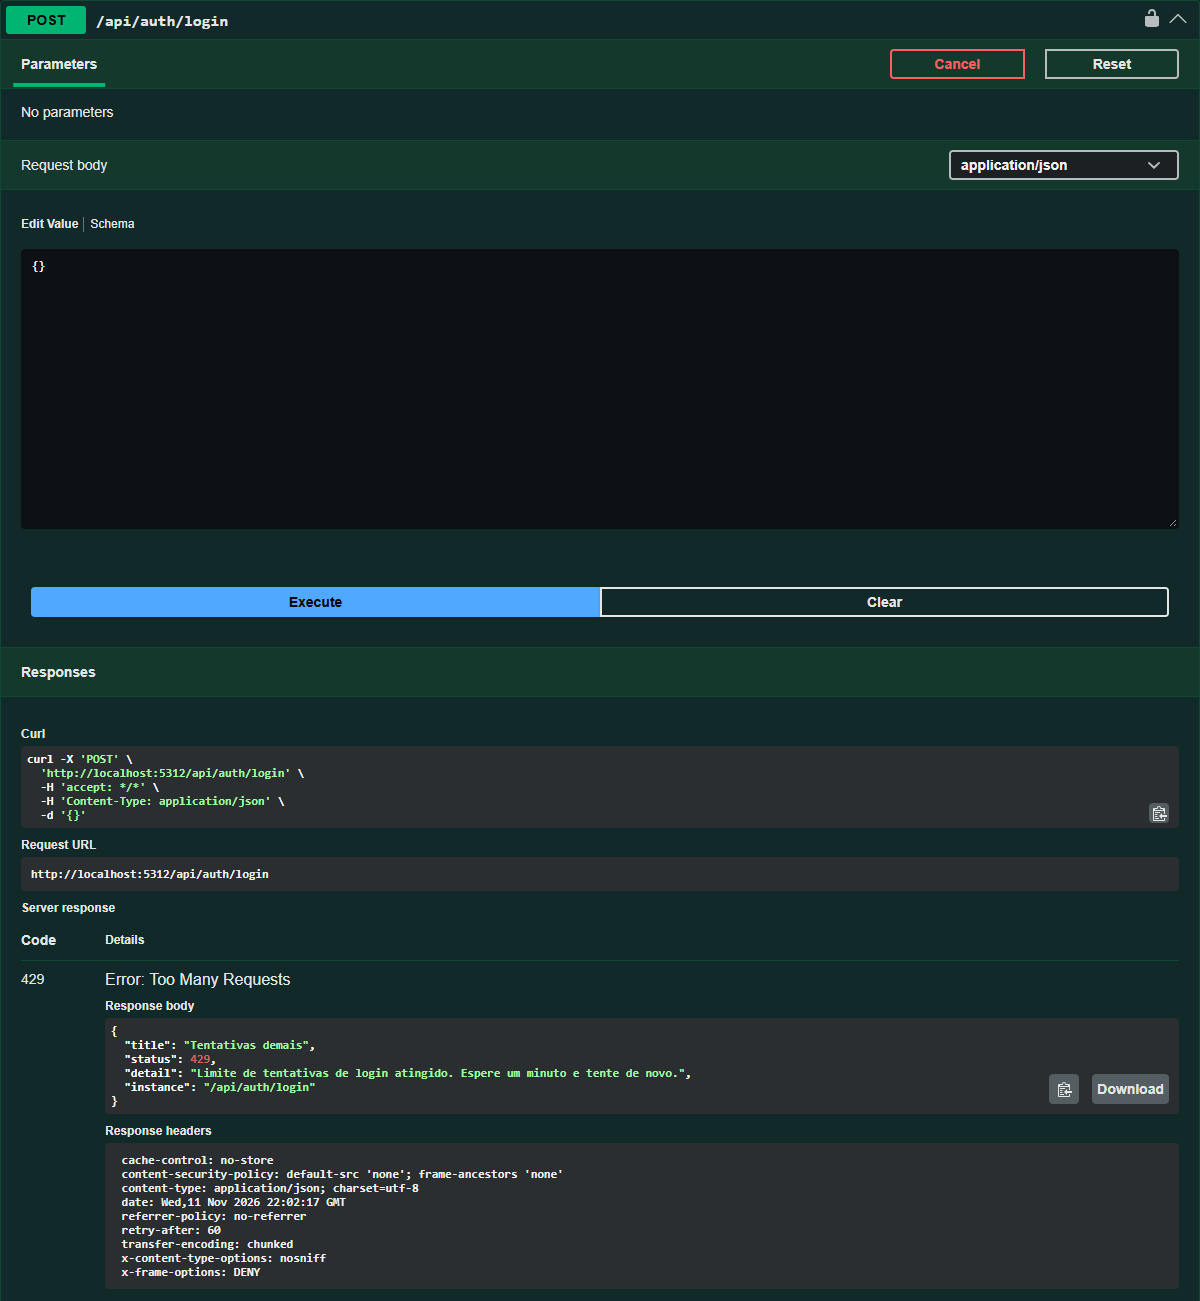 POST /api/auth/login
Parameters Cancel Reset
No parameters
Request body application/json
Edit Value | Schema
{}
Execute Clear
Responses
Curl
curl -X 'POST' \
  'http://localhost:5312/api/auth/login' \
  -H 'accept: */*' \
  -H 'Content-Type: application/json' \
  -d '{}'
Request URL
http://localhost:5312/api/auth/login
Server response
Code Details
429 Error: Too Many Requests
Response body
{
  "title": "Tentativas demais",
  "status": 429,
  "detail": "Limite de tentativas de login atingido. Espere um minuto e tente de novo.",
  "instance": "/api/auth/login"
}
Download
Response headers
cache-control: no-store
content-security-policy: default-src 'none'; frame-ancestors 'none'
content-type: application/json; charset=utf-8
date: Wed,11 Nov 2026 22:02:17 GMT
referrer-policy: no-referrer
retry-after: 60
transfer-encoding: chunked
x-content-type-options: nosniff
x-frame-options: DENY